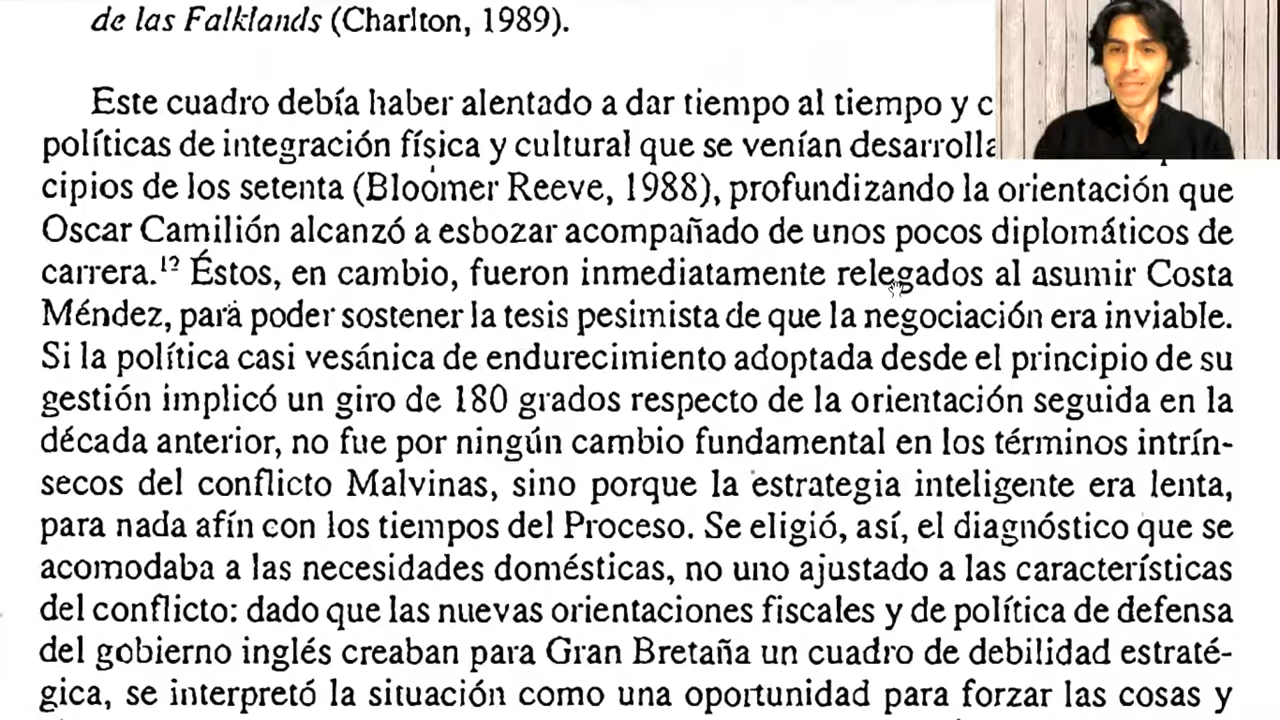 de las Falklands (Charlton, 1989).
Este cuadro debía haber alentado a dar tiempo al tiempo y
políticas de integración física y cultural que se venían
cipios de los setenta (Bloomer Reeve, 1988), profundizando la orientación que
Oscar Camilión alcanzó a esbozar acompañado de unos pocos diplomáticos de
carrera.¹² Éstos, en cambio, fueron inmediatamente relegados al asumir Costa
Méndez, para poder sostener la tesis pesimista de que la negociación era inviable.
Si la política casi vesánica de endurecimiento adoptada desde el principio de su
gestión implicó un giro de 180 grados respecto de la orientación seguida en la
década anterior, no fue por ningún cambio fundamental en los términos intrín-
secos del conflicto Malvinas, sino porque la estrategia inteligente era lenta,
para nada afín con los tiempos del Proceso. Se eligió, así, el diagnóstico que se
acomodaba a las necesidades domésticas, no uno ajustado a las características
del conflicto: dado que las nuevas orientaciones fiscales y de política de defensa
del gobierno inglés creaban para Gran Bretaña un cuadro de debilidad estraté-
gica, se interpretó la situación como una oportunidad para forzar las cosas y